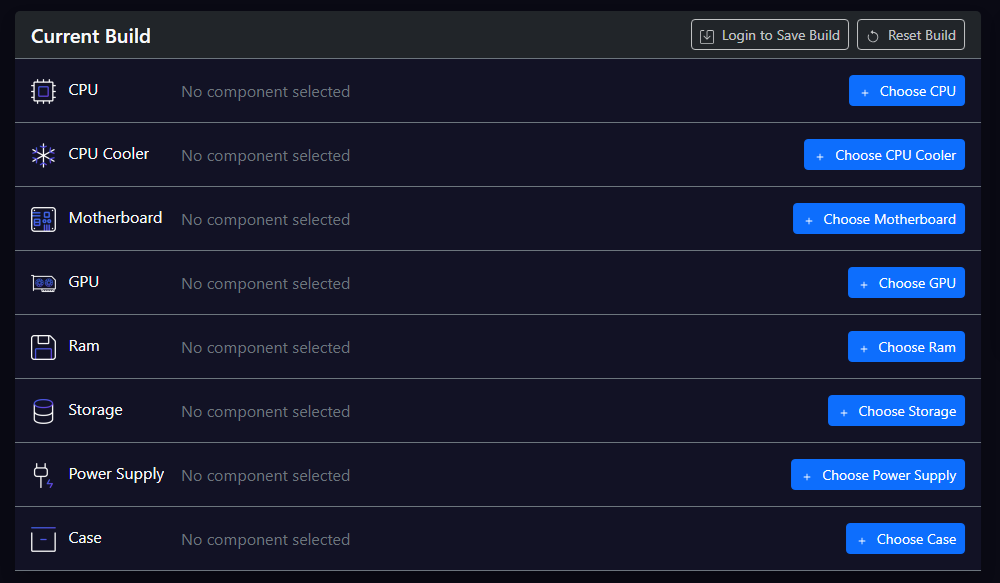 Current Build Login to Save Build Reset Build
CPU No component selected + Choose CPU
CPU Cooler No component selected + Choose CPU Cooler
Motherboard No component selected + Choose Motherboard
GPU No component selected + Choose GPU
Ram No component selected + Choose Ram
Storage No component selected + Choose Storage
Power Supply No component selected + Choose Power Supply
Case No component selected + Choose Case